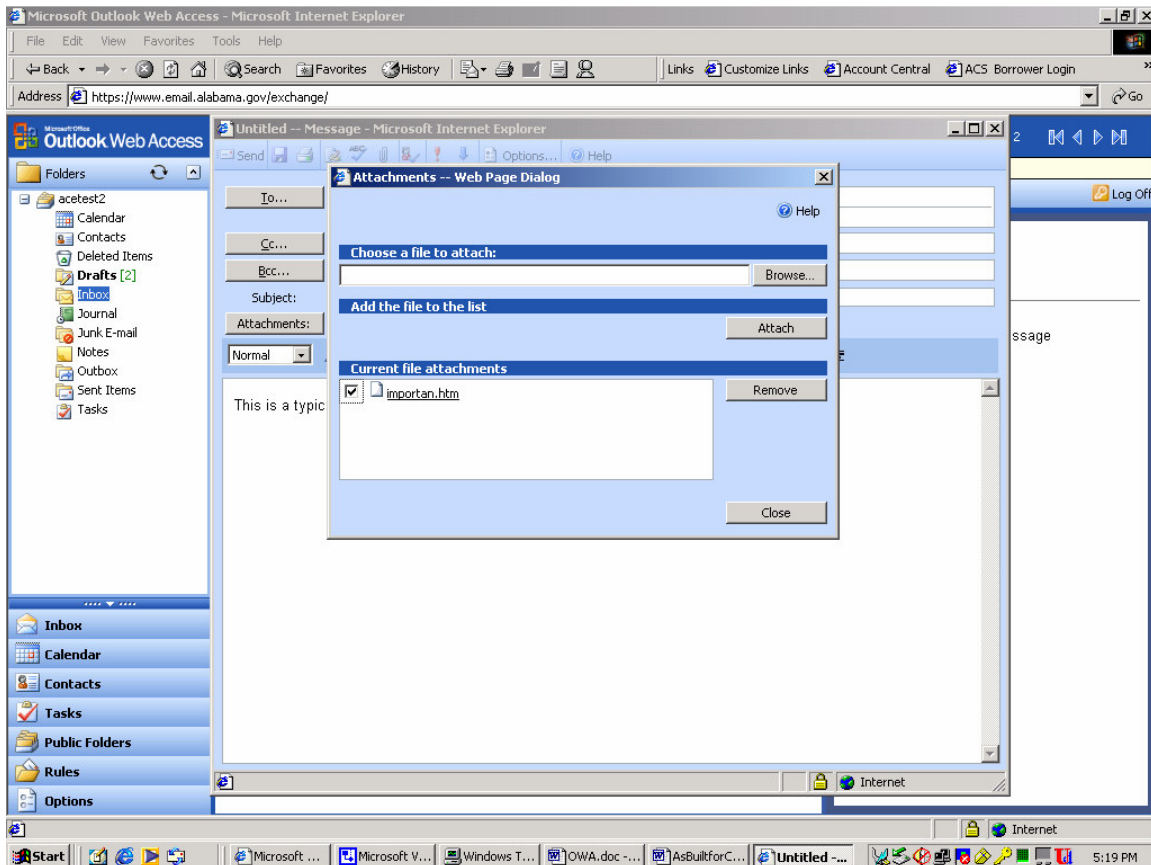 Microsoft Outlook Web Access - Microsoft Internet Explorer
File Edit View Favorites Tools Help
Back Search Favorites History Links Customize Links Account Central ACS Borrower Login »
Address https://www.email.alabama.gov/exchange/ Go
Microsoft Office
Outlook Web Access
Folders
acetest2
Calendar
Contacts
Deleted Items
Drafts [2]
Inbox
Journal
Junk E-mail
Notes
Outbox
Sent Items
Tasks
Inbox
Calendar
Contacts
Tasks
Public Folders
Rules
Options
Untitled -- Message - Microsoft Internet Explorer
Send Options... Help
To...
Cc...
Bcc...
Subject:
Attachments:
Normal
This is a typic
Internet
Attachments -- Web Page Dialog
Help
Choose a file to attach:
Browse...
Add the file to the list
Attach
Current file attachments
importan.htm
Remove
Close
2
Log Off
ssage
Internet
Start Microsoft ... Microsoft V... Windows T... OWA.doc -... AsBuiltforC... Untitled -... 5:19 PM